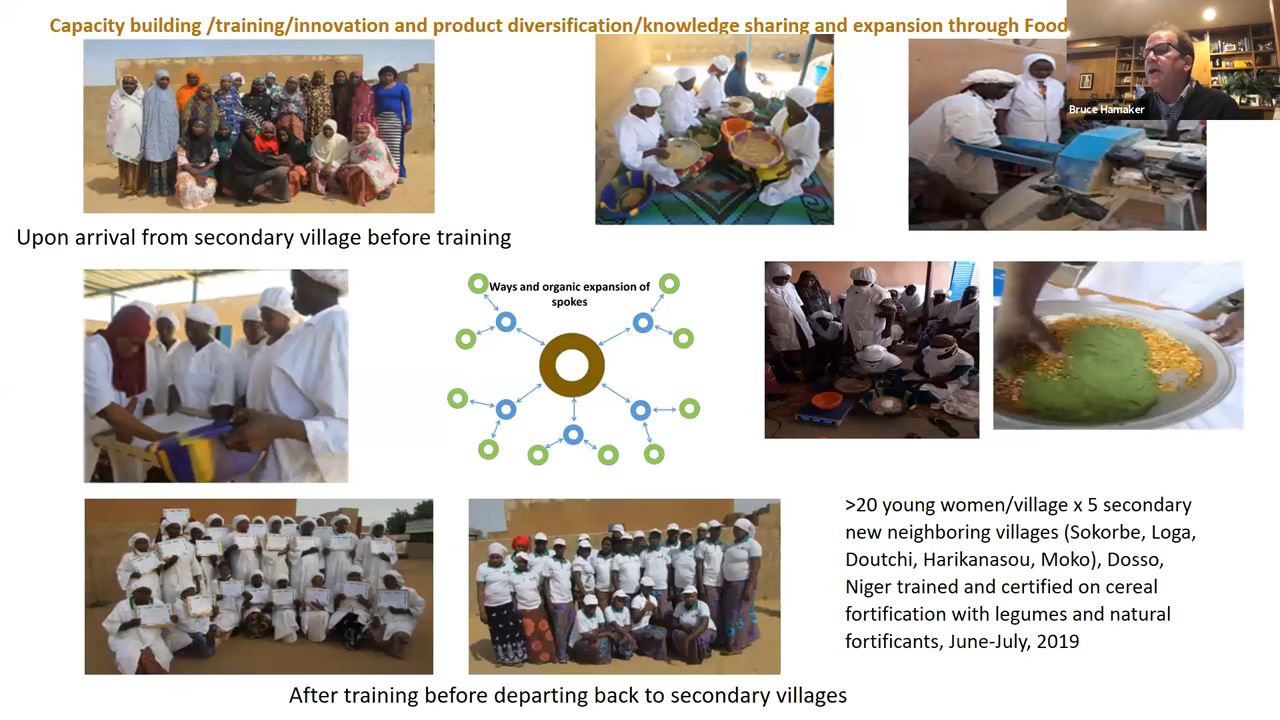 Capacity building /training/innovation and product diversification/knowledge sharing and expansion through Food
Bruce Hamaker
Upon arrival from secondary village before training
Ways and organic expansion of
spokes
>20 young women/village x 5 secondary
new neighboring villages (Sokorbe, Loga,
Doutchi, Harikanasou, Moko), Dosso,
Niger trained and certified on cereal
fortification with legumes and natural
fortificants, June-July, 2019
After training before departing back to secondary villages